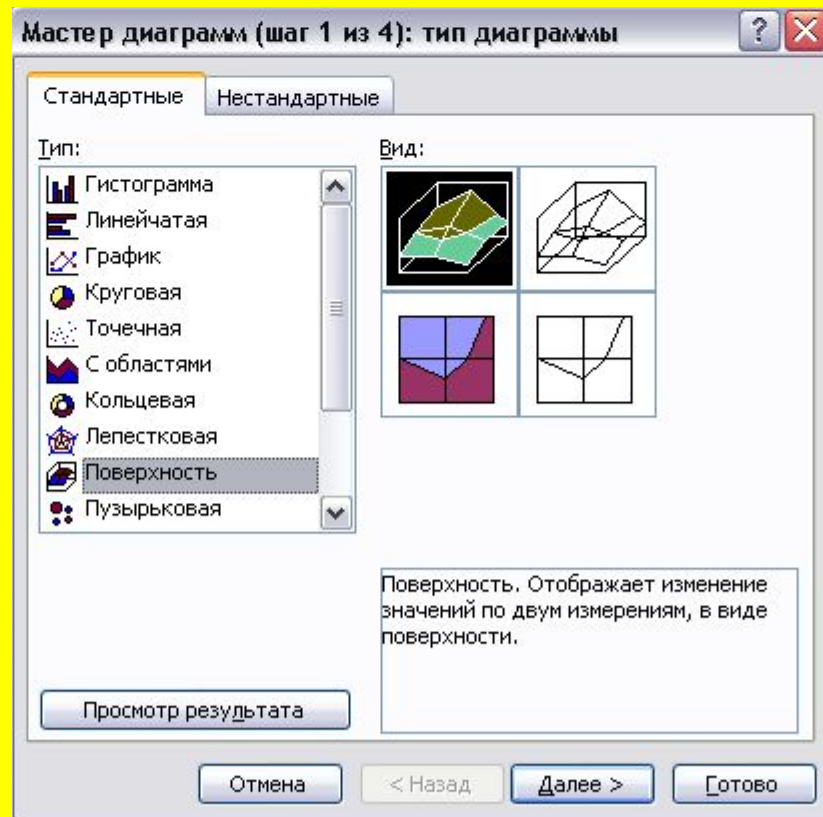 Мастер диаграмм (шаг 1 из 4): тип диаграммы
Стандартные
Нестандартные
Тип:
Гистограмма
Линейчатая
График
Круговая
Точечная
С областями
Кольцевая
Лепестковая
Поверхность
Пузырьковая
Вид:
Поверхность. Отображает изменение
значений по двум измерениям, в виде
поверхности.
Просмотр результата
Отмена
< Назад
Далее >
Готово